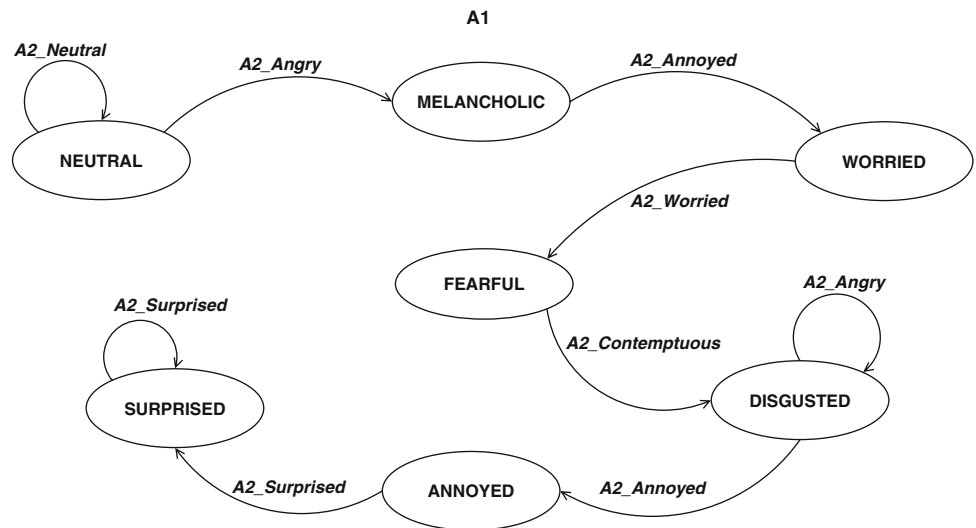 A1
A2_Neutral
A2_Angry
A2_Annoyed
MELANCHOLIC
NEUTRAL
WORRIED
A2_Worried
FEARFUL
A2_Angry
A2_Surprised
A2_Contemptuous
SURPRISED
DISGUSTED
A2_Surprised
ANNOYED
A2_Annoyed